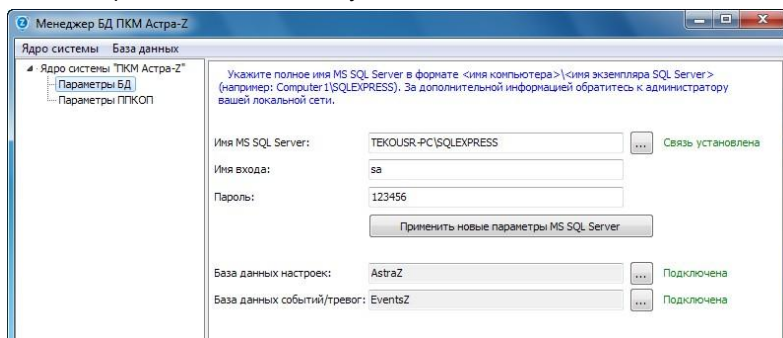 Менеджер БД ПКМ Астра-Z
Ядро системы База данных
Ядро системы "ПКМ Астра-Z"
Параметры БД
Параметры ППКОП
Укажите полное имя MS SQL Server в формате <имя компьютера>\<имя экземпляра SQL Server>
(например: Computer1\SQLEXPRESS). За дополнительной информацией обратитесь к администратору
вашей локальной сети.
Имя MS SQL Server: TEKOUSR-PC\SQLEXPRESS ... Связь установлена
Имя входа: sa
Пароль: 123456
Применить новые параметры MS SQL Server
База данных настроек: AstraZ ... Подключена
База данных событий/тревог: EventsZ ... Подключена